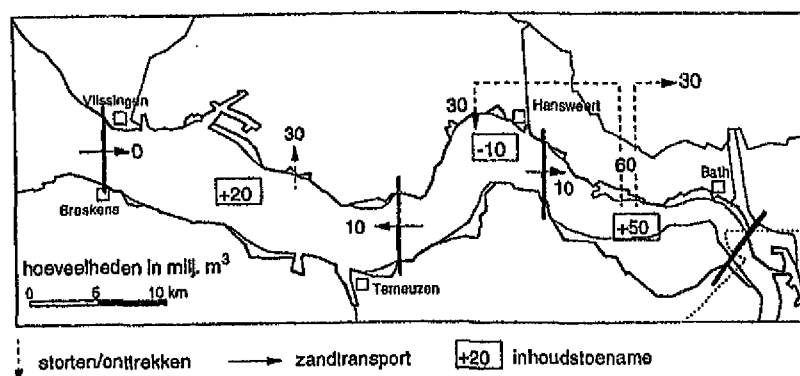 Vlissingen
Breskens
0
+20
30
10
Terneuzen
30
-10
Hansweert
10
30
60
Bath
+50
hoeveelheden in milj. m³
0 5 10 km
storten/onttrekken
zandtransport
+20 inhoudstoename